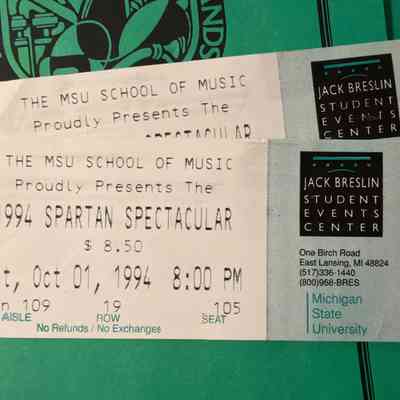 ANDS
THE MSU SCHOOL OF MUSIC
Proudly Presents The
SPECTACULAR
JACK BRESLIN
STUDENT
EVENTS
CENTER
THE MSU SCHOOL OF MUSIC
Proudly Presents The
1994 SPARTAN SPECTACULAR
$ 8.50
t, Oct 01, 1994 8:00 PM
n 109 19 105
AISLE ROW SEAT
No Refunds / No Exchanges
JACK BRESLIN
STUDENT
EVENTS
CENTER
One Birch Road
East Lansing, MI 48824
(517)336-1440
(800)968-BRES
Michigan
State
University